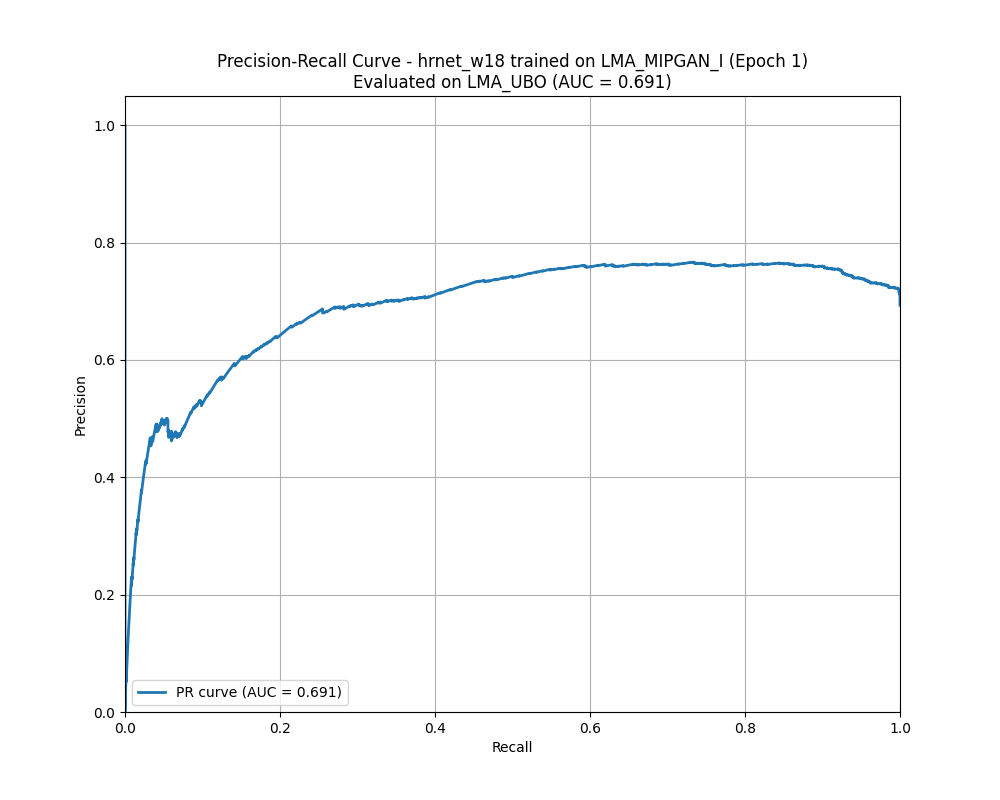 Precision-Recall Curve - hrnet_w18 trained on LMA_MIPGAN_I (Epoch 1)
Evaluated on LMA_UBO (AUC = 0.691)
1.0
0.8
0.6
0.4
0.2
0.0
Precision
PR curve (AUC = 0.691)
0.0 0.2 0.4 0.6 0.8 1.0
Recall